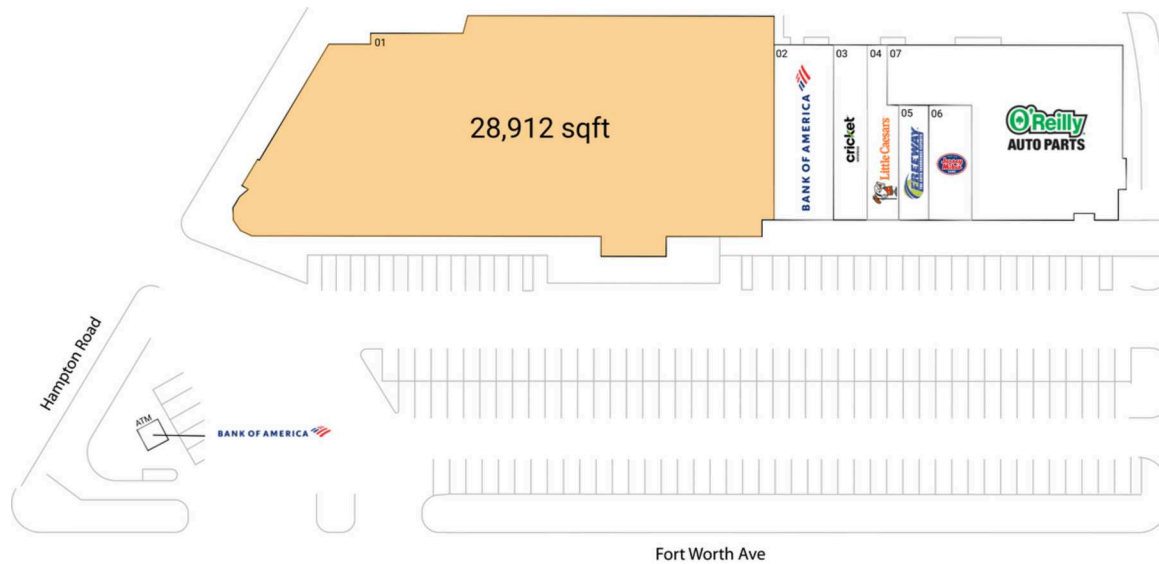 01
28,912 sqft
02
BANK OF AMERICA
03
cricket
04
Little Caesars
07
05
FREEWAY
06
O'Reilly
AUTO PARTS
Hampton Road
ATM
BANK OF AMERICA
Fort Worth Ave